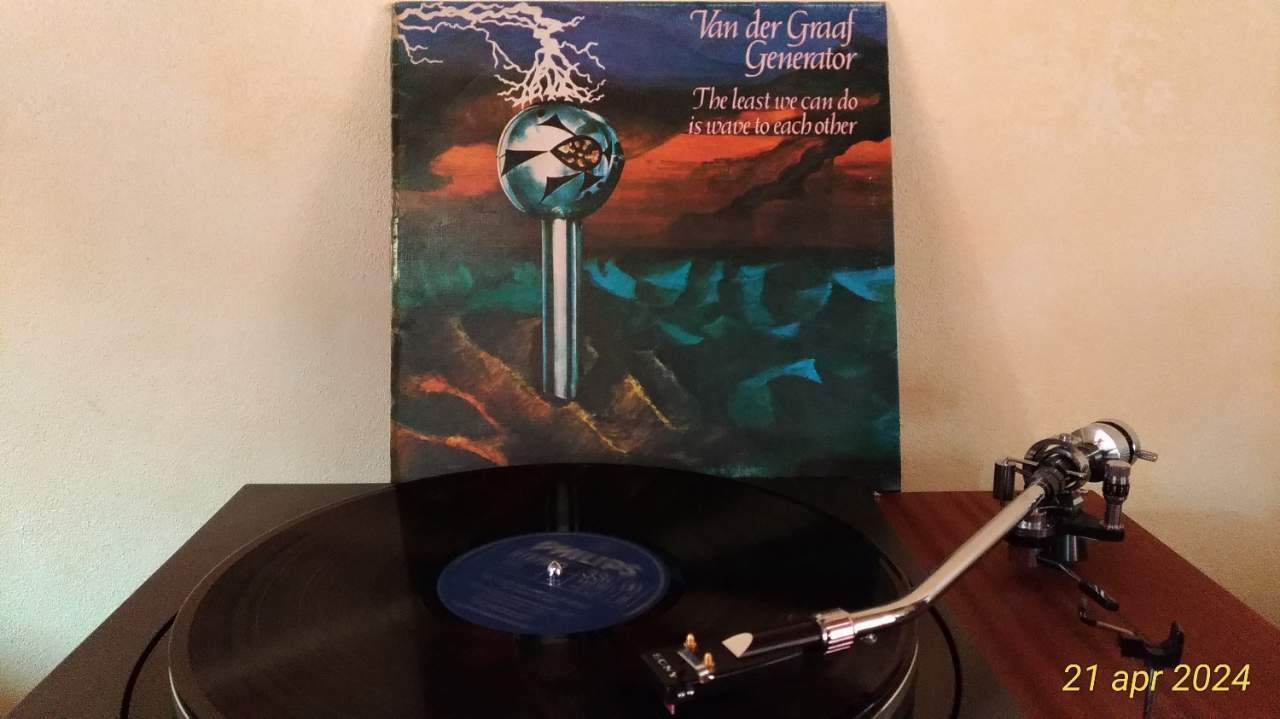 Van der Graaf
Generator
The least we can do
is wave to each other
PHILIPS
21 apr 2024